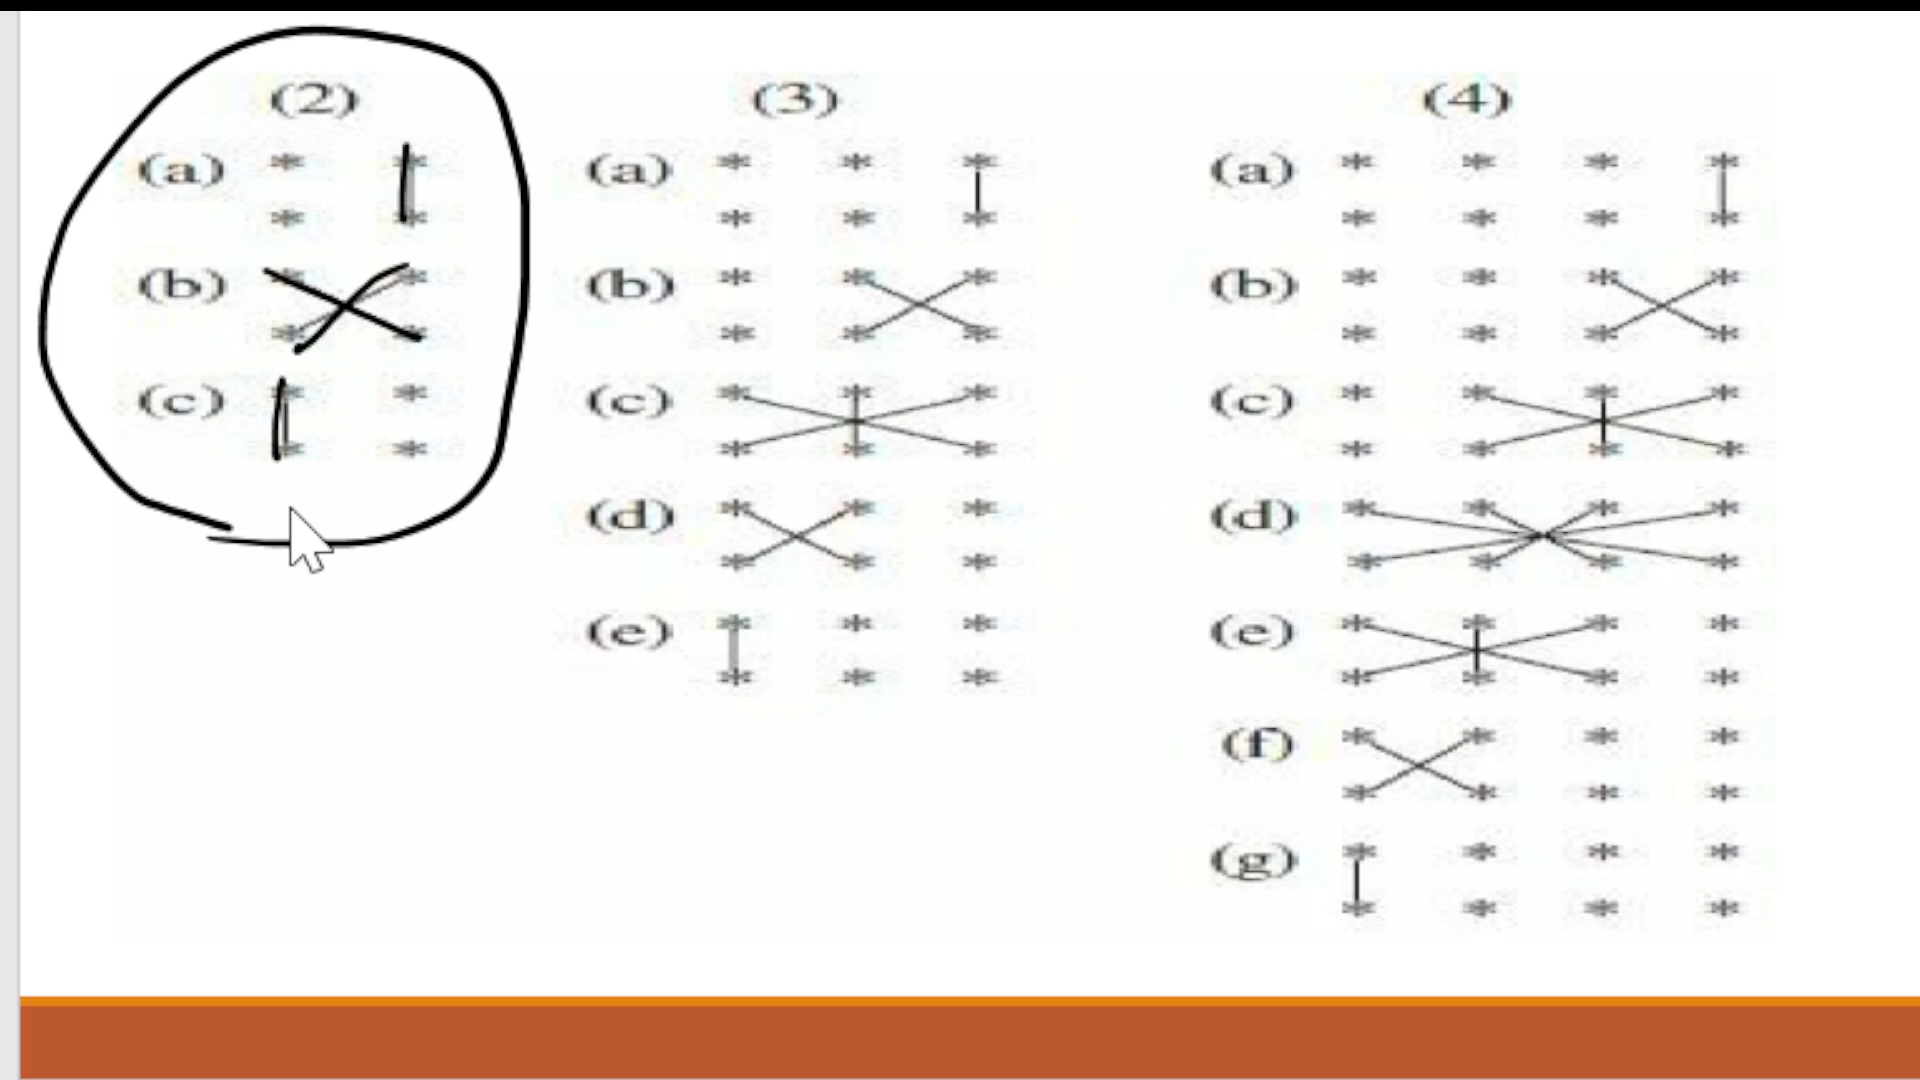 (2) (3) (4)
(a) * * (a) * * * (a) * * * *
* * * * * * * * *
(b) * * (b) * * * (b) * * * *
* * * * * * * * *
(c) * * (c) * * * (c) * * * *
* * * * * * * * *
(d) * * * (d) * * * *
* * * * * * *
(e) * * * (e) * * * *
* * * * * * *
(f) * * * *
* * * *
(g) * * * *
* * * *